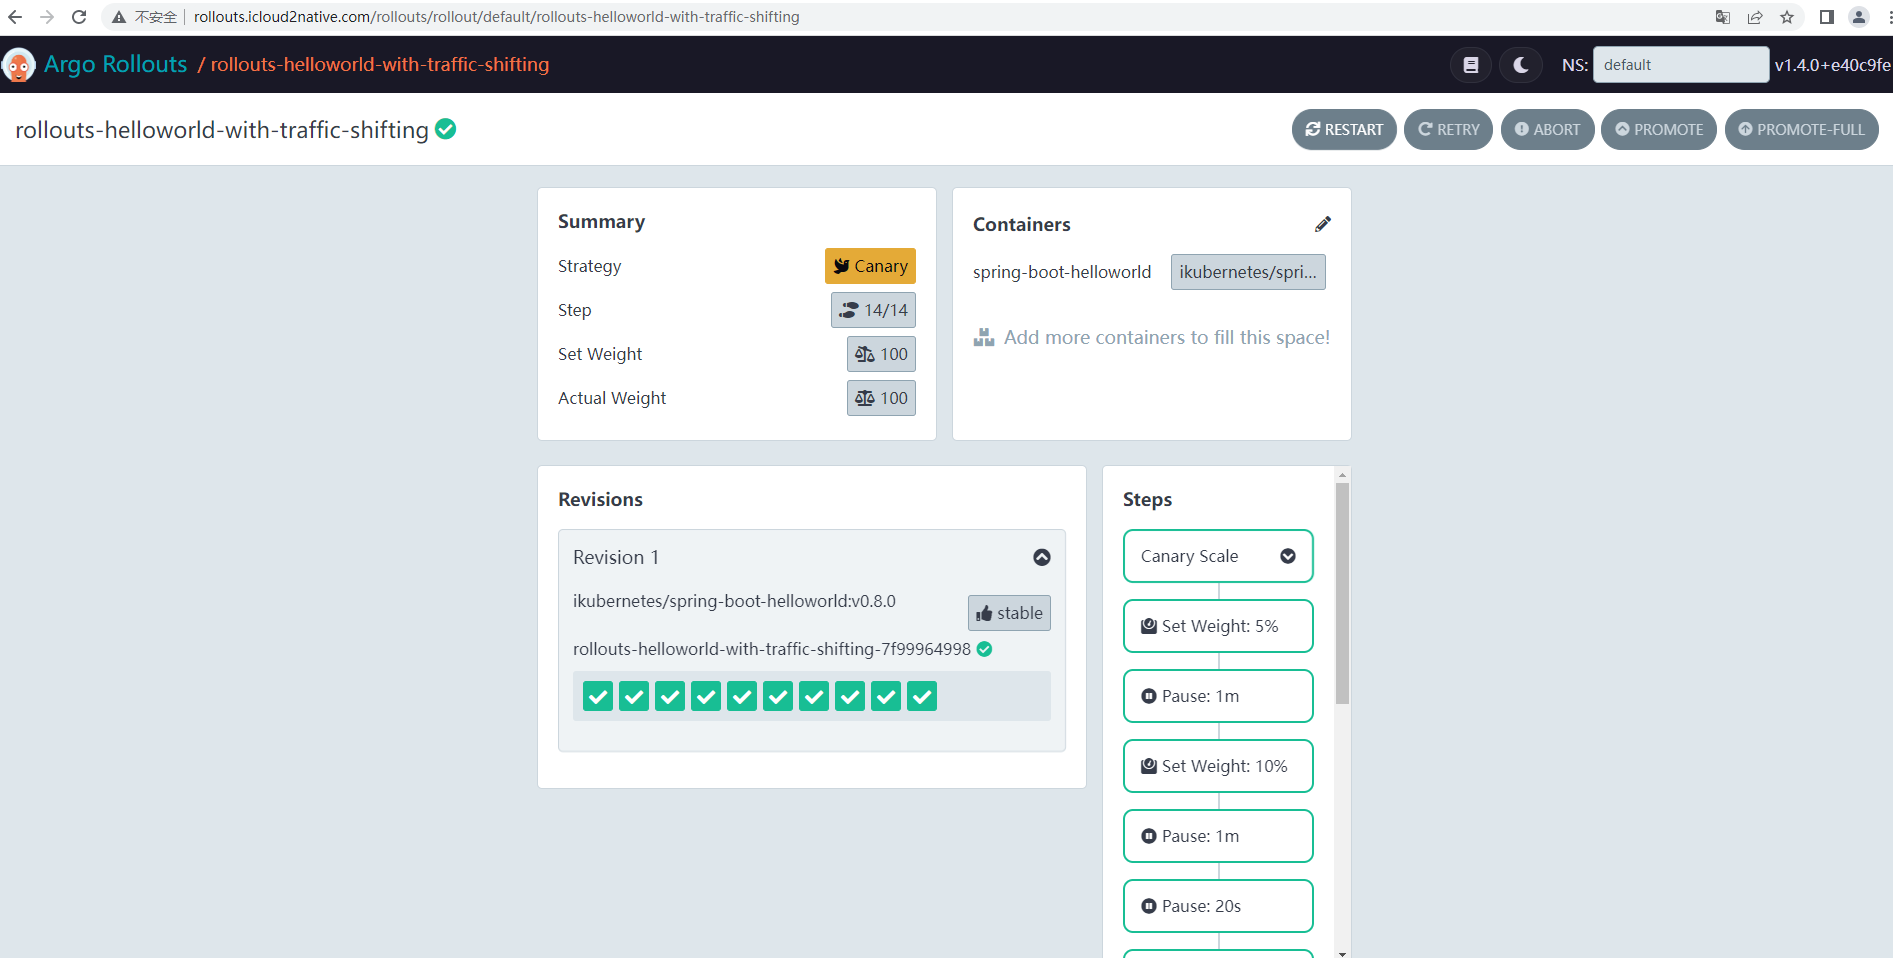 不安全
rollouts.icloud2native.com/rollouts/rollout/default/rollouts-helloworld-with-traffic-shifting
Argo Rollouts / rollouts-helloworld-with-traffic-shifting
NS: default v1.4.0+e40c9fe
rollouts-helloworld-with-traffic-shifting
RESTART RETRY ABORT PROMOTE PROMOTE-FULL
Summary
Strategy Canary
Step 14/14
Set Weight 100
Actual Weight 100
Containers
spring-boot-helloworld ikubernetes/spri...
Add more containers to fill this space!
Revisions
Revision 1
ikubernetes/spring-boot-helloworld:v0.8.0
stable
rollouts-helloworld-with-traffic-shifting-7f99964998
Steps
Canary Scale
Set Weight: 5%
Pause: 1m
Set Weight: 10%
Pause: 1m
Pause: 20s